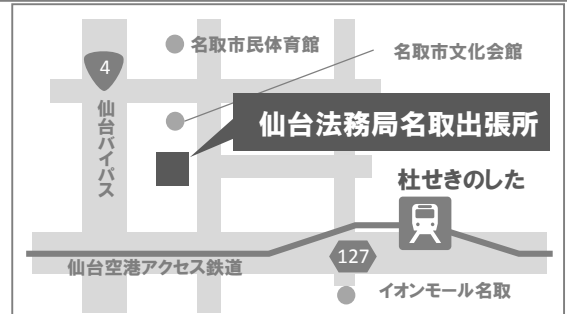 名取市民体育館
名取市文化会館
4
仙台バイパス
仙台法務局名取出張所
杜せきのした
仙台空港アクセス鉄道
127
イオンモール名取